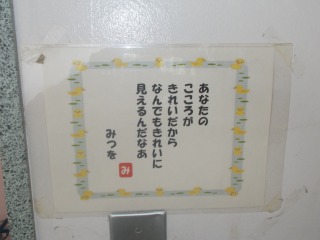 あなたの
こころが
きれいだから
なんでもきれいに
見えるんだなあ
みつを
み